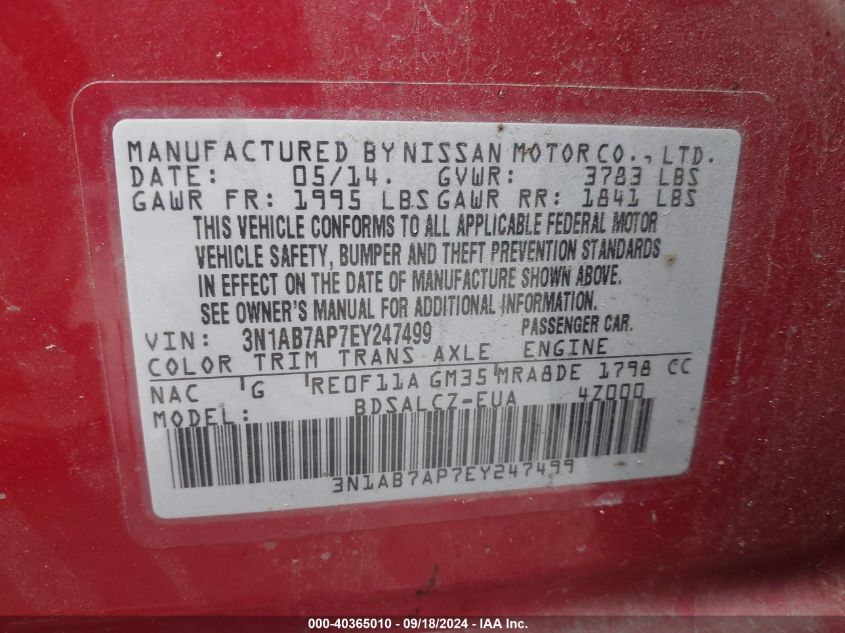 MANUFACTURED BY NISSAN MOTOR CO., LTD.
DATE: 05/14. GVWR: 3783 LBS
GAWR FR: 1995 LBS GAWR RR: 1841 LBS
THIS VEHICLE CONFORMS TO ALL APPLICABLE FEDERAL MOTOR
VEHICLE SAFETY, BUMPER AND THEFT PREVENTION STANDARDS
IN EFFECT ON THE DATE OF MANUFACTURE SHOWN ABOVE.
SEE OWNER'S MANUAL FOR ADDITIONAL INFORMATION.
VIN: 3N1AB7AP7EY247499 PASSENGER CAR.
COLOR TRIM TRANS AXLE ENGINE
NAC G RE0F11A GM35 MRA8DE 1798 CC
MODEL: BDSALCZ-EUA 4Z000
3N1AB7AP7EY247499
000-40365010 - 09/18/2024 - IAA, Inc.